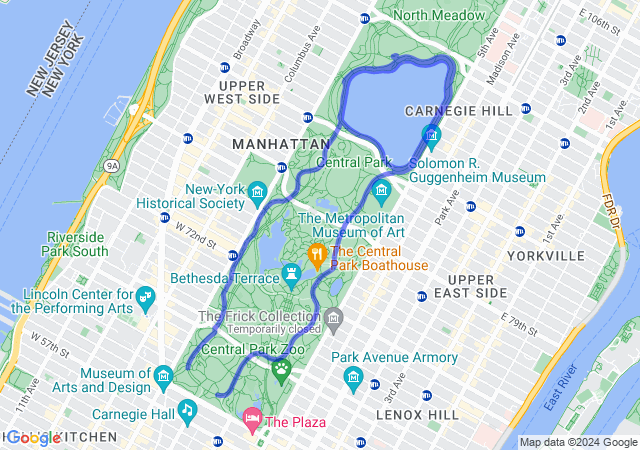 North Meadow
E 106th St
5th Ave
Madison Ave
3rd Ave
2nd Ave
1st Ave
NEW JERSEY
NEW YORK
Broadway
Columbus Ave
UPPER
WEST SIDE
CARNEGIE HILL
MANHATTAN
Central Park
9A
Solomon R.
Guggenheim Museum
New-York
Historical Society
Park Ave
FDR Dr
The Metropolitan
Museum of Art
1st Ave
Riverside
Park South
W 72nd St
The Central
Park Boathouse
YORKVILLE
Bethesda Terrace
UPPER
EAST SIDE
Lincoln Center for
the Performing Arts
The Frick Collection
Temporarily closed
E 79th St
W 57th St
Central Park Zoo
Park Avenue Armory
Museum of
Arts and Design
3rd Ave
East River
11th Ave
Carnegie Hall
The Plaza
LENOX HILL
Google
KITCHEN
Map data ©2024 Google